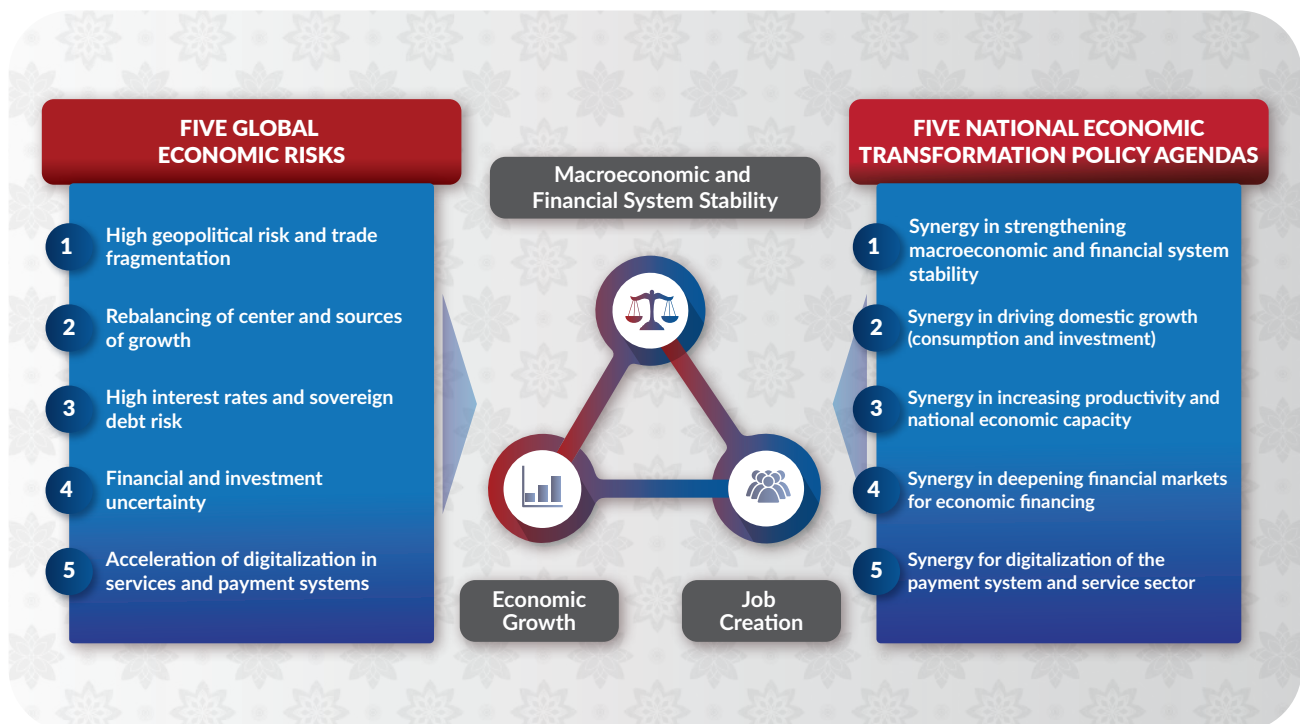 FIVE GLOBAL
ECONOMIC RISKS
1
High geopolitical risk and trade
fragmentation
2
Rebalancing of center and sources
of growth
3
High interest rates and sovereign
debt risk
4
Financial and investment
uncertainty
5
Acceleration of digitalization in
services and payment systems
Macroeconomic and
Financial System Stability
Economic
Growth
Job
Creation
FIVE NATIONAL ECONOMIC
TRANSFORMATION POLICY AGENDAS
1
Synergy in strengthening
macroeconomic and financial system
stability
2
Synergy in driving domestic growth
(consumption and investment)
3
Synergy in increasing productivity and
national economic capacity
4
Synergy in deepening financial markets
for economic financing
5
Synergy for digitalization of the
payment system and service sector